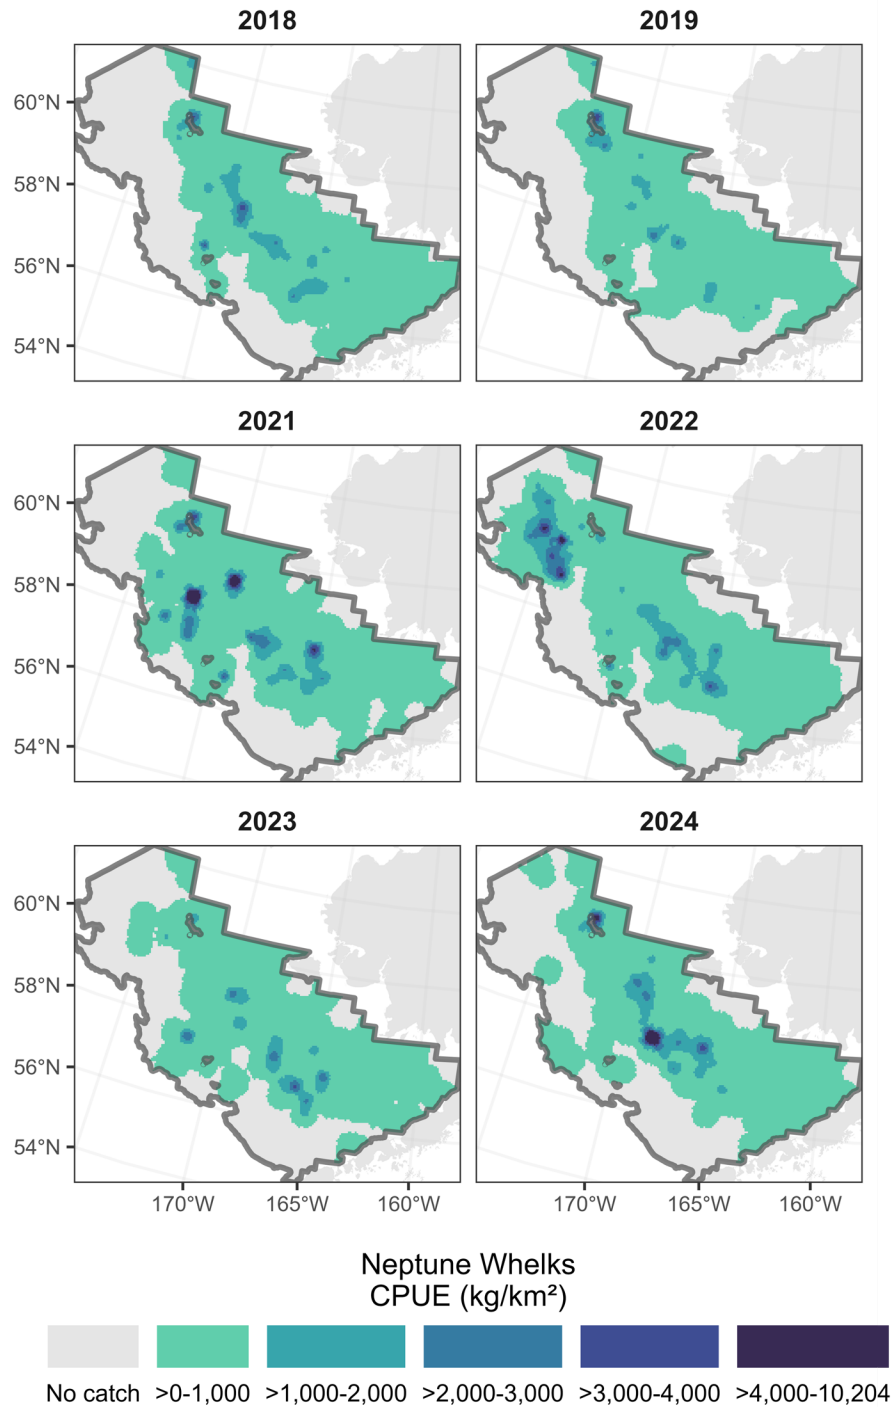 2018 2019
60°N
58°N
56°N
54°N
2021 2022
60°N
58°N
56°N
54°N
2023 2024
60°N
58°N
56°N
54°N
170°W 165°W 160°W 170°W 165°W 160°W
Neptune Whelks
CPUE (kg/km²)
No catch >0-1,000 >1,000-2,000 >2,000-3,000 >3,000-4,000 >4,000-10,204